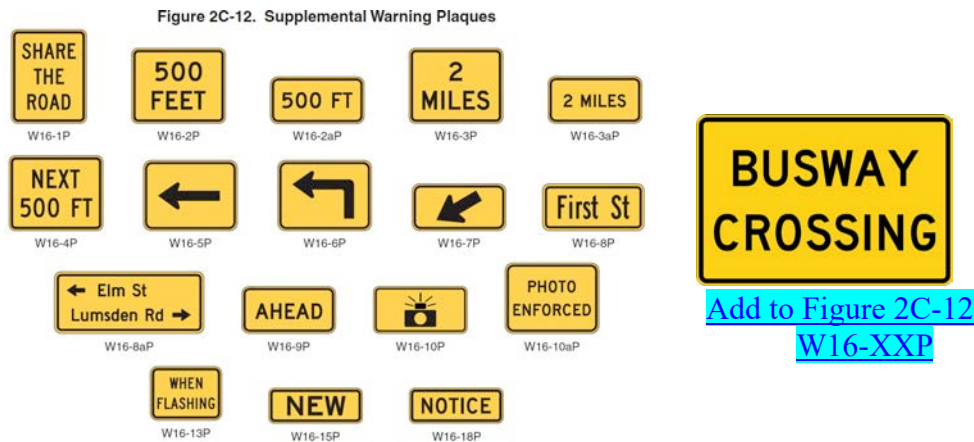 Figure 2C-12. Supplemental Warning Plaques
SHARE
THE
ROAD
W16-1P
500
FEET
W16-2P
500 FT
W16-2aP
2
MILES
W16-3P
2 MILES
W16-3aP
NEXT
500 FT
W16-4P
W16-5P
W16-6P
W16-7P
First St
W16-8P
← Elm St
Lumsden Rd →
W16-8aP
AHEAD
W16-9P
W16-10P
PHOTO
ENFORCED
W16-10aP
WHEN
FLASHING
W16-13P
NEW
W16-15P
NOTICE
W16-18P
BUSWAY
CROSSING
Add to Figure 2C-12
W16-XXP